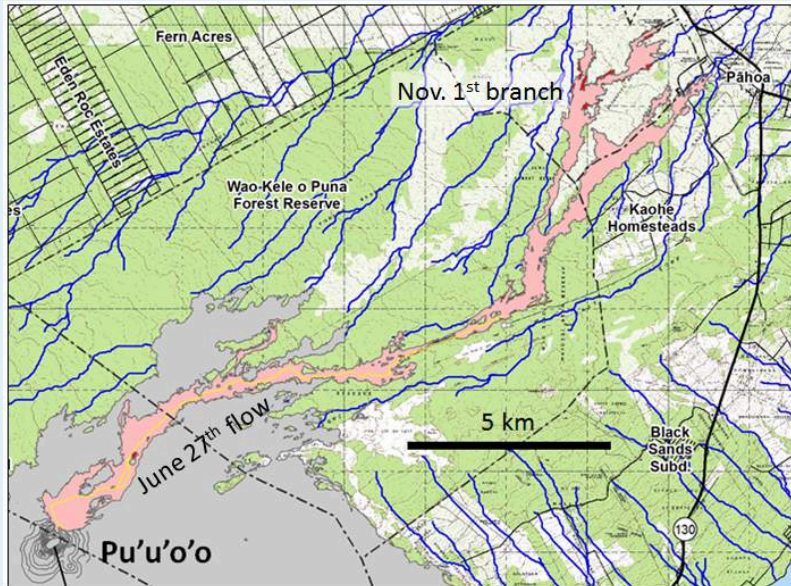 Fern Acres
Eden Roc Estates
Nov. 1st branch
Pāhoa
Wao Kele o Puna
Forest Reserve
Kaohe
Homesteads
es
June 27th flow
5 km
Black
Sands
Subd.
130
Pu'u'o'o